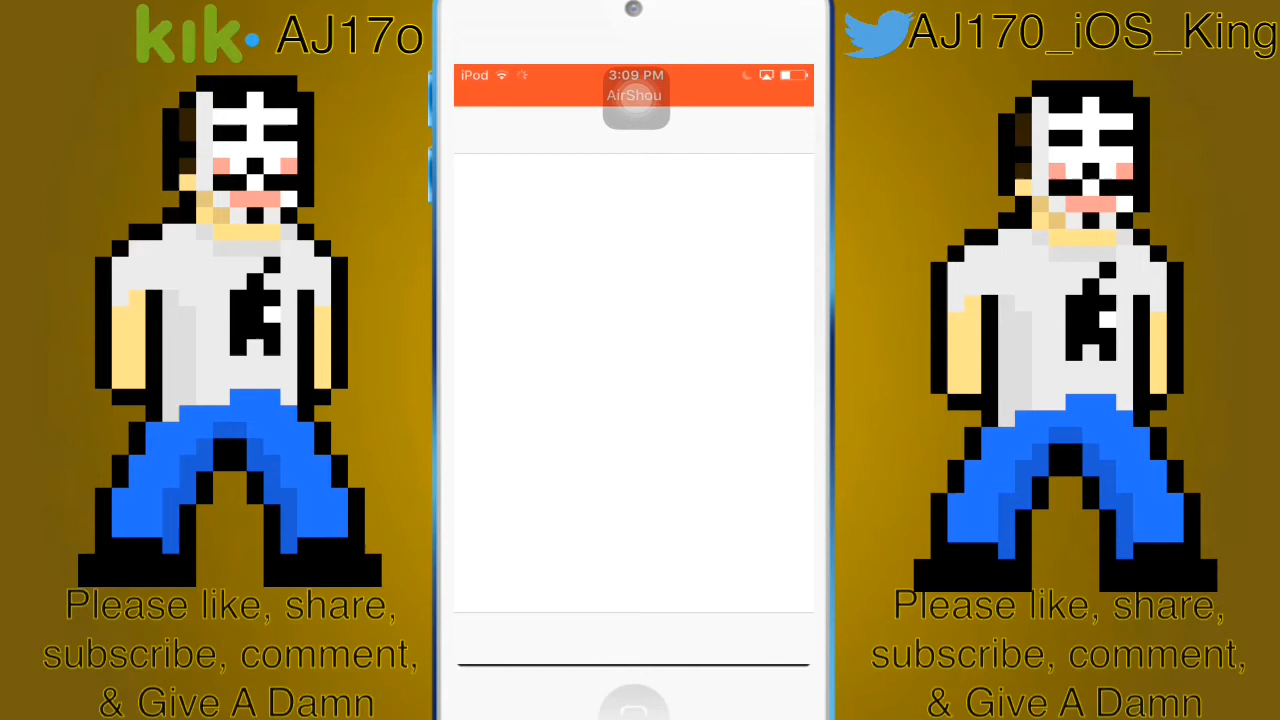 kik• AJ17o
AJ170_iOS_King
iPod
3:09 PM
AirShou
Please like, share,
subscribe, comment,
& Give A Damn
Please like, share,
subscribe, comment,
& Give A Damn